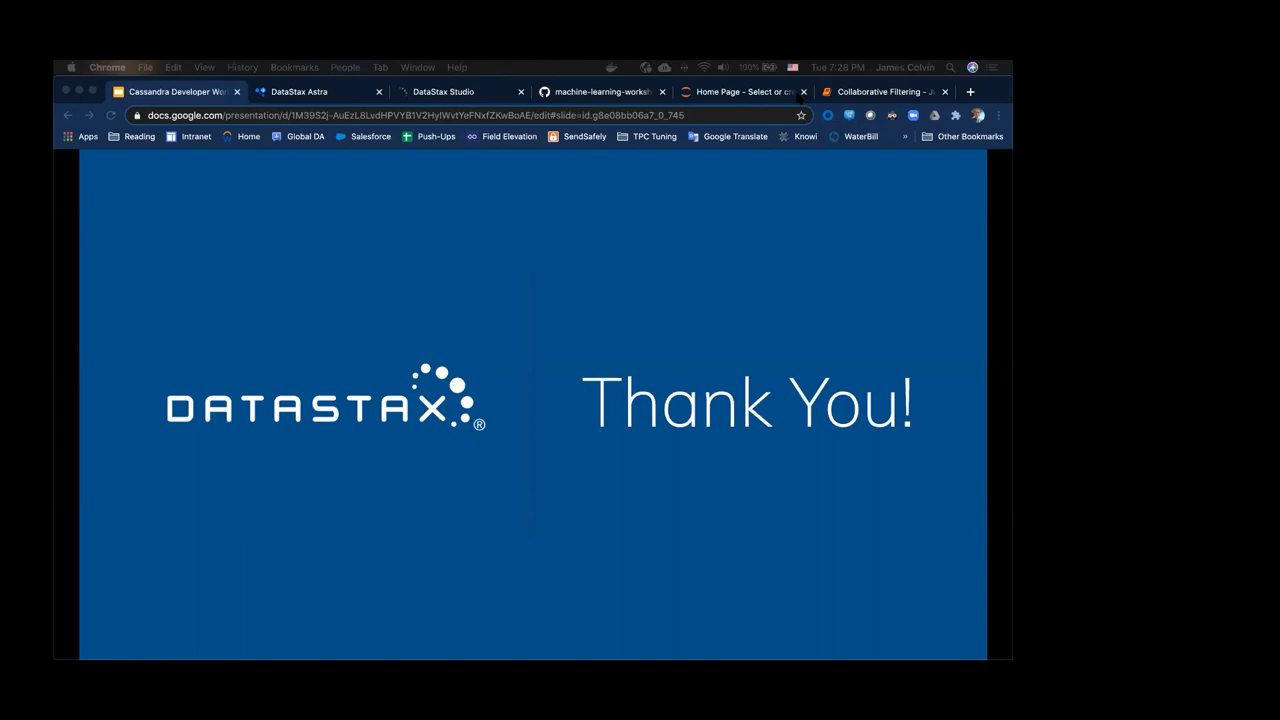 Chrome File Edit View History Bookmarks People Tab Window Help 100% Tue 7:28 PM James Colvin
Cassandra Developer Wor DataStax Astra DataStax Studio machine-learning-worksh Home Page - Select or cre Collaborative Filtering - Ju
docs.google.com/presentation/d/1M39S2j-AuEzL8LvdHPVYB1V2HyIWvtYeFNxfZKwBoAE/edit#slide=id.g8e08bb06a7_0_745
Apps Reading Intranet Home Global DA Salesforce Push-Ups Field Elevation SendSafely TPC Tuning Google Translate Knowi WaterBill » Other Bookmarks
DATASTAX® Thank You!